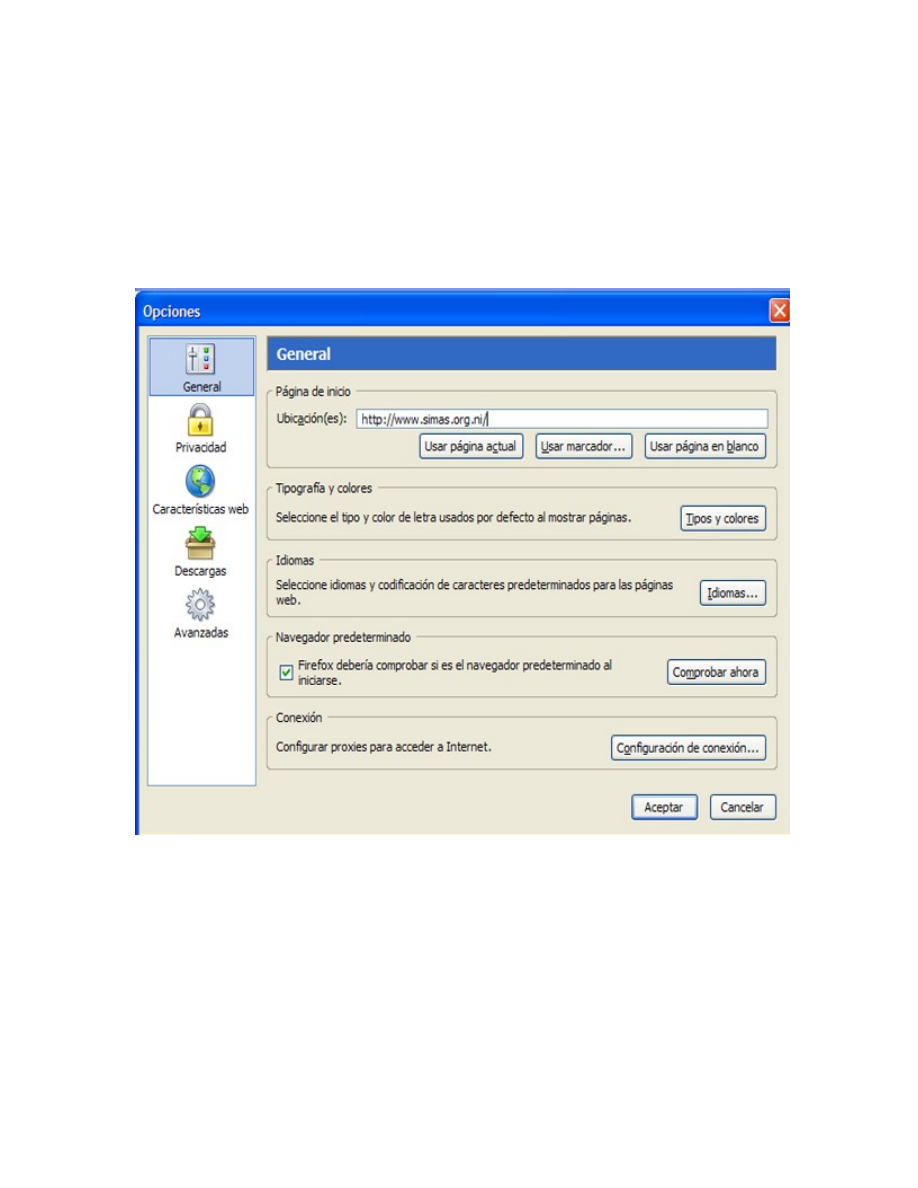 Opciones
General
Privacidad
Características web
Descargas
Avanzadas
General
Página de inicio
Ubicación(es): http://www.simas.org.ni/
Usar página actual Usar marcador... Usar página en blanco
Tipografía y colores
Seleccione el tipo y color de letra usados por defecto al mostrar páginas. Tipos y colores
Idiomas
Seleccione idiomas y codificación de caracteres predeterminados para las páginas
web.
Idiomas...
Navegador predeterminado
Firefox debería comprobar si es el navegador predeterminado al
iniciarse.
Comprobar ahora
Conexión
Configurar proxies para acceder a Internet. Configuración de conexión...
Aceptar Cancelar